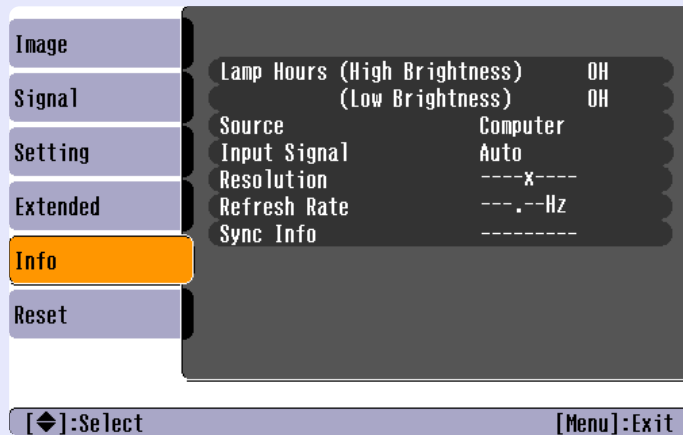 Image
Signal
Setting
Extended
Info
Reset
Lamp Hours (High Brightness) 0H
(Low Brightness) 0H
Source Computer
Input Signal Auto
Resolution ----x----
Refresh Rate ---.--Hz
Sync Info ---------
[◆]:Select [Menu]:Exit